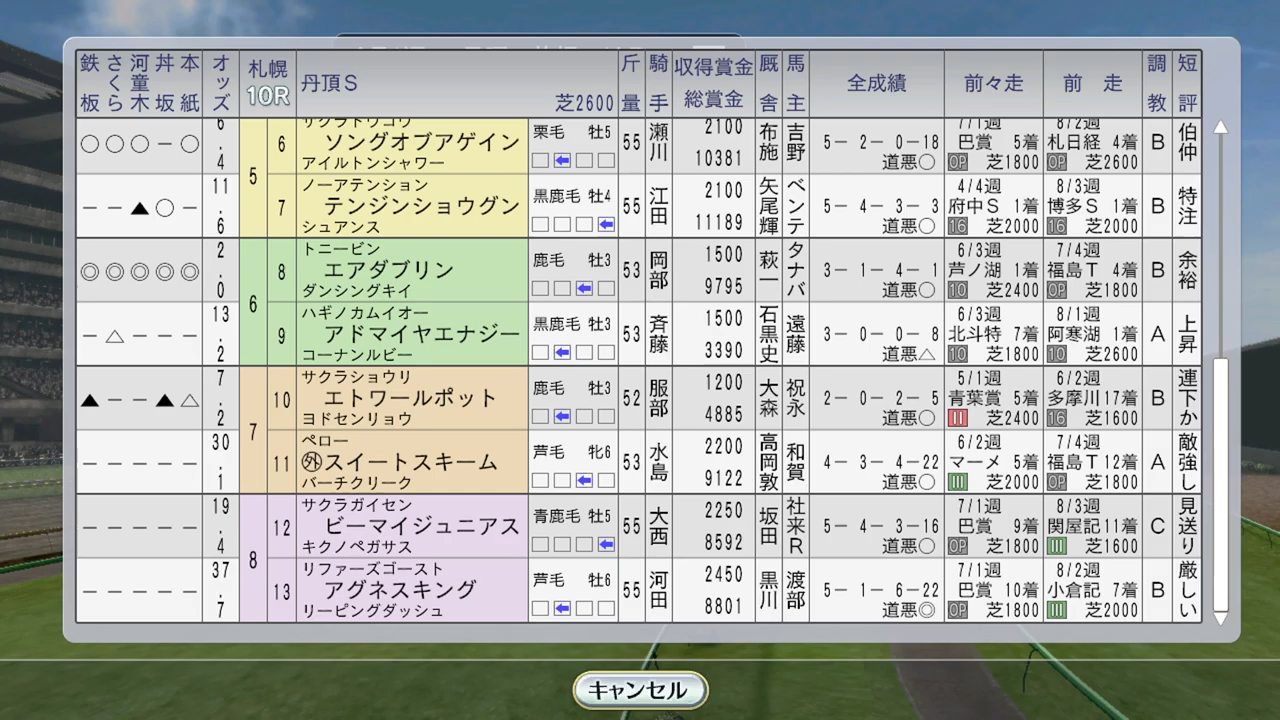 鉄板 さくら 河童木 井坂 本紙 オッズ 札幌 10R 丹頂S 芝2600 斤量 騎手 収得賞金 総賞金 厩舎 馬主 全成績 前々走 前 走 調教 短評
○ ○ ○ − ○ 6.4 5 6 ソングオブアゲイン アイルトンシャワー 栗毛 牡5 55 瀬川 2100 10381 布施 吉野 5− 2− 0−18 道悪○ 7/1週 巴賞 5着 OP 芝1800 8/2週 札日経 4着 OP 芝2600 B 伯仲
− − ▲ ○ − 11.6 7 ノーアテンション テンジンショウグン シュアンス 黒鹿毛 牡4 55 江田 2100 11189 矢尾輝 ベンテ 5− 4− 3− 3 道悪○ 4/4週 府中S 1着 16 芝2000 8/3週 博多S 1着 16 芝2000 B 特注
◎ ◎ ◎ ◎ ◎ 2.0 6 8 トニービン エアダブリン ダンシングキイ 鹿毛 牡3 53 岡部 1500 9795 萩一 タナバ 3− 1− 4− 1 道悪○ 6/3週 芦ノ湖 1着 10 芝2400 7/4週 福島T 4着 OP 芝1800 B 余裕
− △ − − − 13.2 9 ハギノカムイオー アドマイヤエナジー コーナンルビー 黒鹿毛 牡3 53 斉藤 1500 3390 石黒史 遠藤 3− 0− 0− 8 道悪△ 6/3週 北斗特 7着 10 芝1800 8/1週 阿寒湖 1着 10 芝2600 A 上昇
▲ − − ▲ △ 7.2 7 10 サクラショウリ エトワールポット ヨドセンリョウ 鹿毛 牡3 52 服部 1200 4885 大森 祝永 2− 0− 2− 5 道悪○ 5/1週 青葉賞 5着 II 芝2400 6/2週 多摩川 17着 16 芝1600 B 連下か
− − − − − 30.1 11 ペロー 外スイートスキーム バーチクリーク 芦毛 牝6 53 水島 2200 9122 高岡敦 和賀 4− 3− 4−22 道悪○ 6/2週 マーメ 5着 III 芝2000 7/4週 福島T 12着 OP 芝1800 A 敵強し
− − − − − 19.4 8 12 サクラガイセン ビーマイジュニアス キクノペガサス 青鹿毛 牡5 55 大西 2250 8592 坂田 社来R 5− 4− 3−16 道悪○ 7/1週 巴賞 9着 OP 芝1800 8/3週 関屋記 11着 III 芝1600 C 見送り
− − − − − 37.7 13 リファーズゴースト アグネスキング リーピングダッシュ 芦毛 牡6 55 河田 2450 8801 黒川 渡部 5− 1− 6−22 道悪◎ 7/1週 巴賞 10着 OP 芝1800 8/2週 小倉記 7着 III 芝2000 B 厳しい
キャンセル